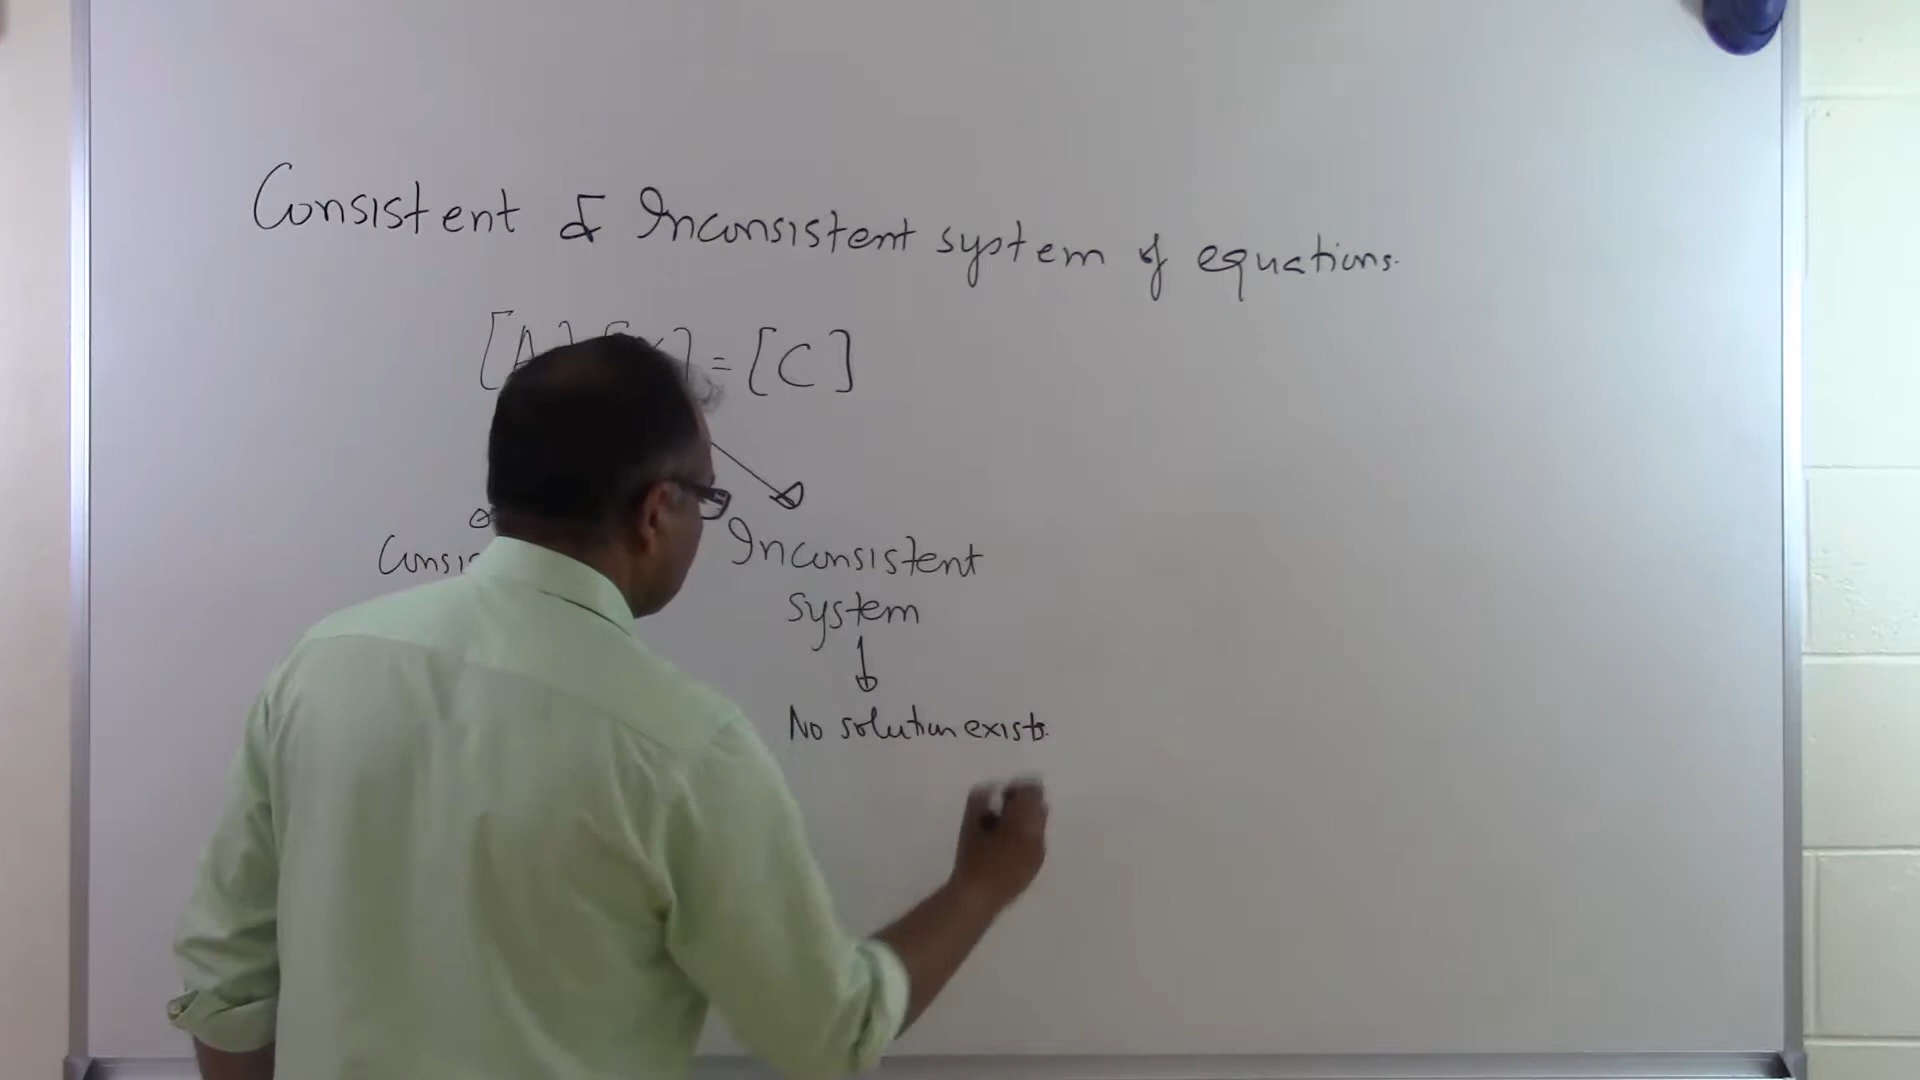 Consistent & Inconsistent system of equations.
[A] [X] = [C]
Inconsistent
system
No solution exists.